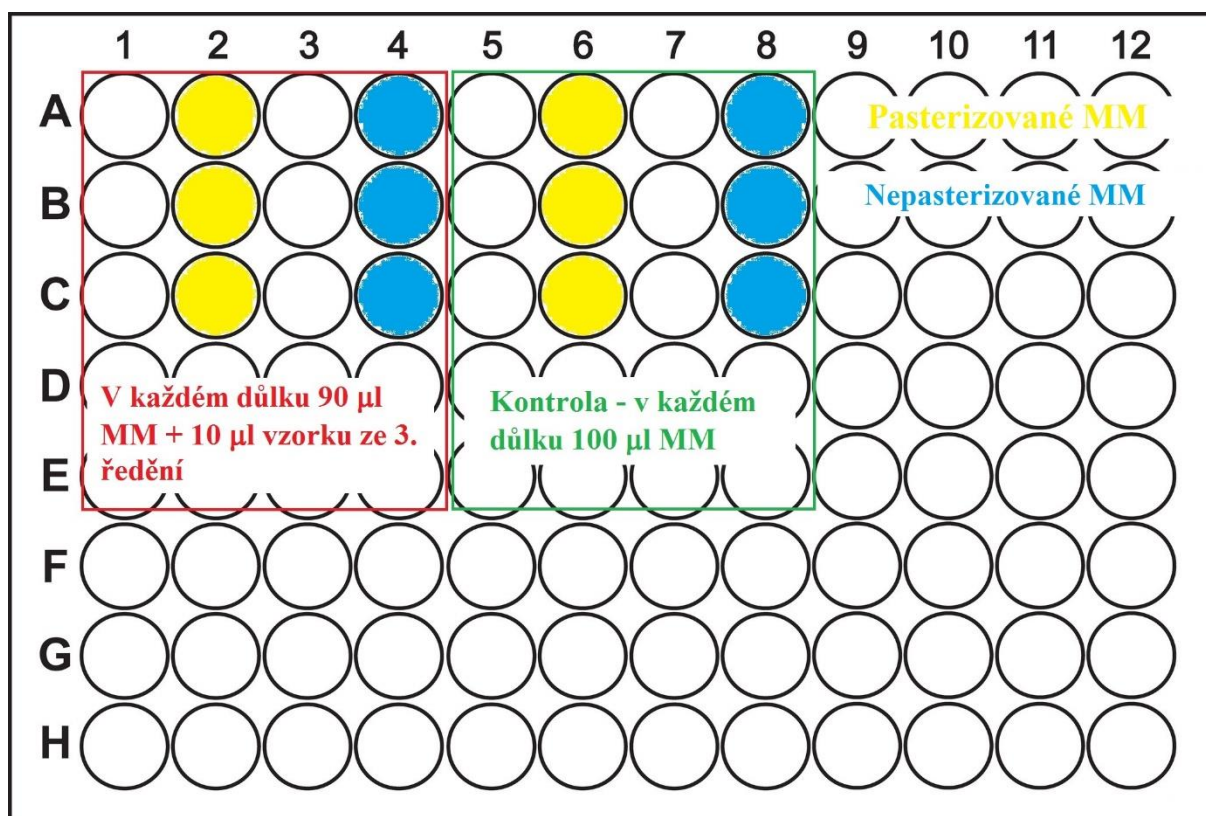 1 2 3 4 5 6 7 8 9 10 11 12
A
Pasterizované MM
B
Nepasterizované MM
C
D
V každém důlku 90 µl
MM + 10 µl vzorku ze 3.
ředění
Kontrola - v každém
důlku 100 µl MM
E
F
G
H